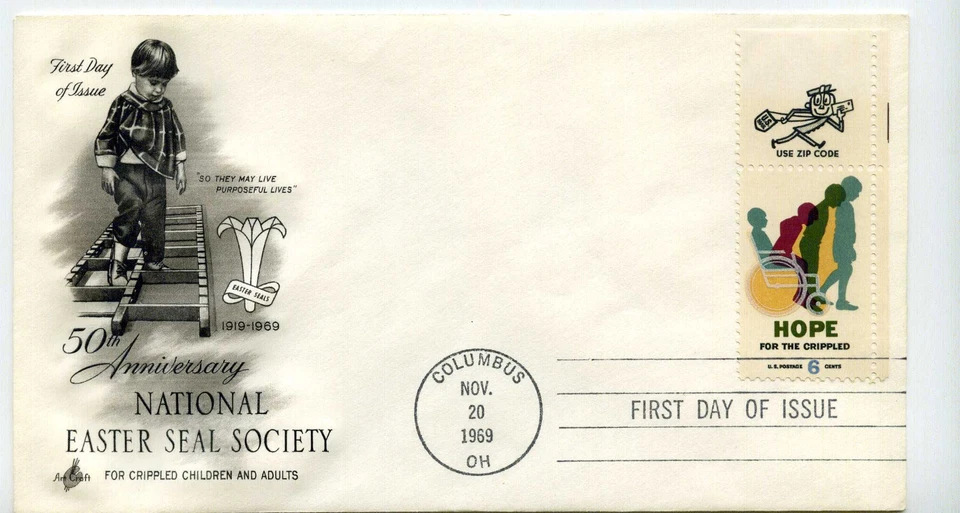 First Day
of Issue
"SO THEY MAY LIVE
PURPOSEFUL LIVES"
EASTER SEALS
1919-1969
50th
Anniversary
NATIONAL
EASTER SEAL SOCIETY
Art Craft
FOR CRIPPLED CHILDREN AND ADULTS
COLUMBUS
NOV.
20
1969
OH
USE ZIP CODE
HOPE
FOR THE CRIPPLED
U.S. POSTAGE 6 CENTS
FIRST DAY OF ISSUE